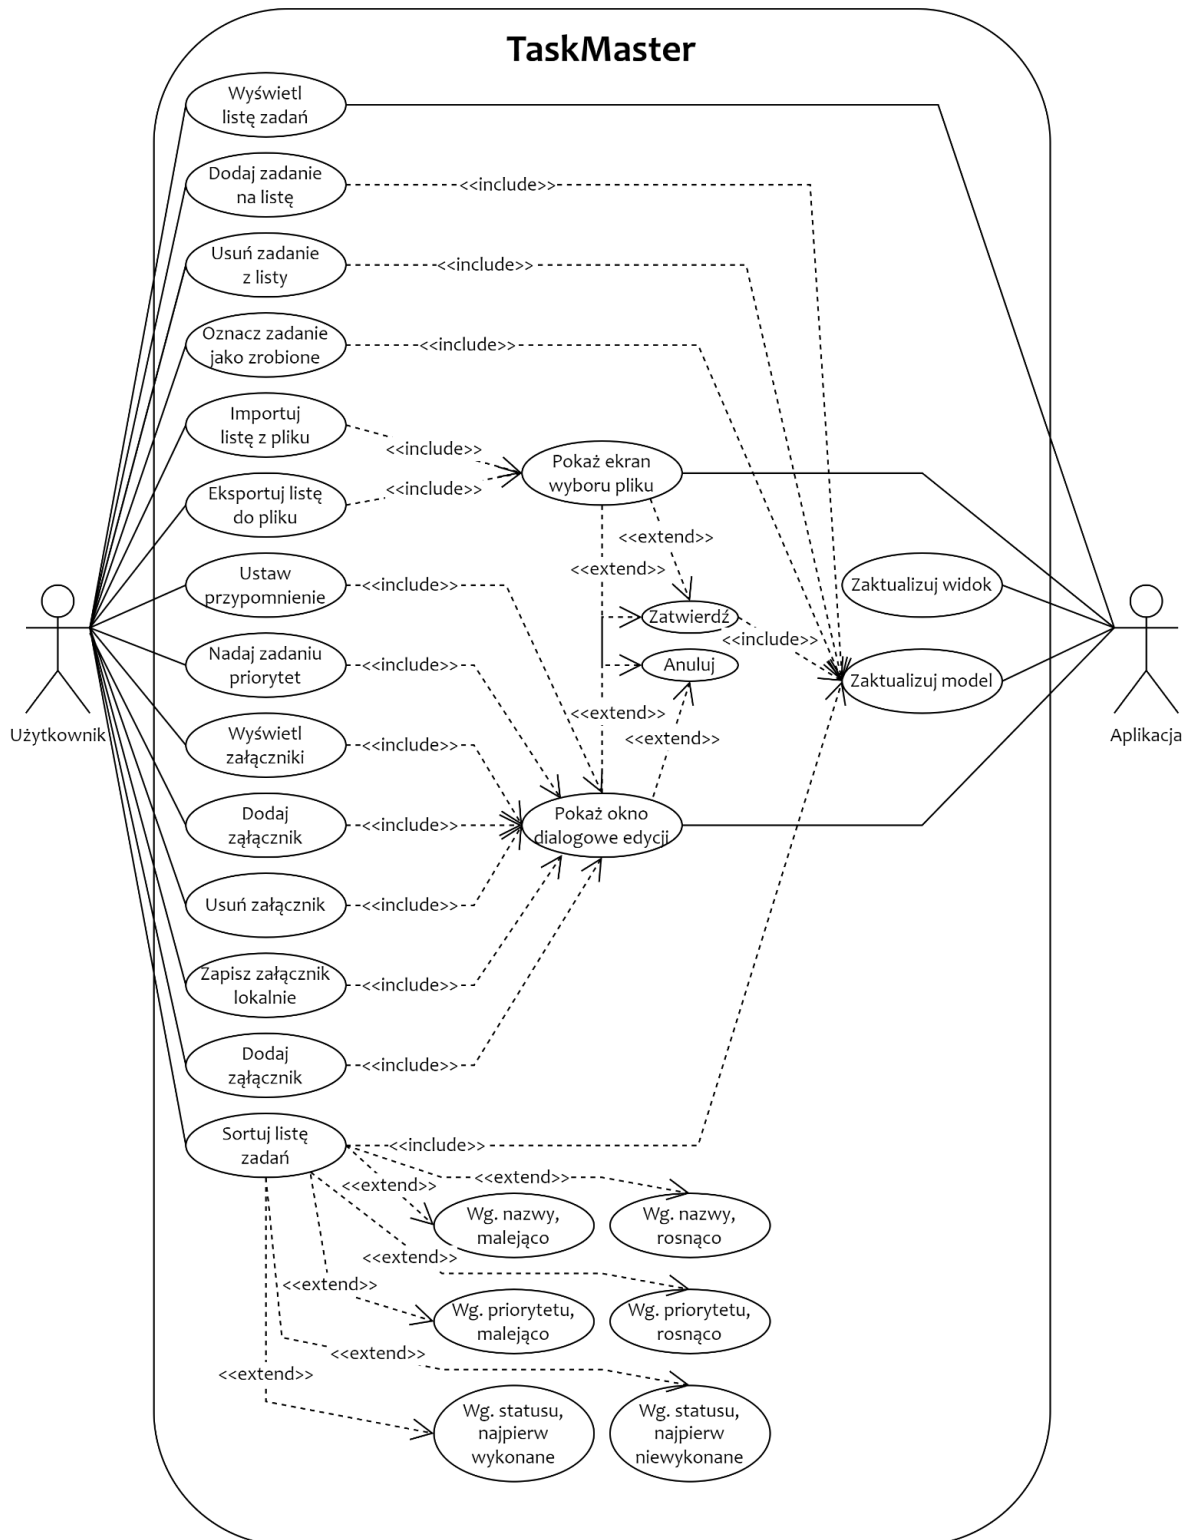 TaskMaster
Wyświetl
listę zadań
Dodaj zadanie
na listę
<<include>>
Usuń zadanie
z listy
<<include>>
Oznacz zadanie
jako zrobione
<<include>>
Importuj
listę z pliku
<<include>>
Pokaż ekran
wyboru pliku
Eksportuj listę
do pliku
<<include>>
<<extend>>
<<extend>>
Ustaw
przypomnienie
<<include>>
Zaktualizuj widok
Zatwierdź
<<include>>
Nadaj zadaniu
priorytet
<<include>>
Anuluj
Zaktualizuj model
<<extend>>
<<extend>>
Użytkownik
Aplikacja
Wyświetl
załączniki
<<include>>
Dodaj
załącznik
<<include>>
Pokaż okno
dialogowe edycji
Usuń załącznik
<<include>>
Zapisz załącznik
lokalnie
<<include>>
Dodaj
ząłącznik
<<include>>
Sortuj listę
zadań
<<include>>
<<extend>>
<<extend>>
Wg. nazwy,
malejąco
Wg. nazwy,
rosnąco
<<extend>>
<<extend>>
Wg. priorytetu,
malejąco
Wg. priorytetu,
rosnąco
<<extend>>
<<extend>>
Wg. statusu,
najpierw
wykonane
Wg. statusu,
najpierw
niewykonane